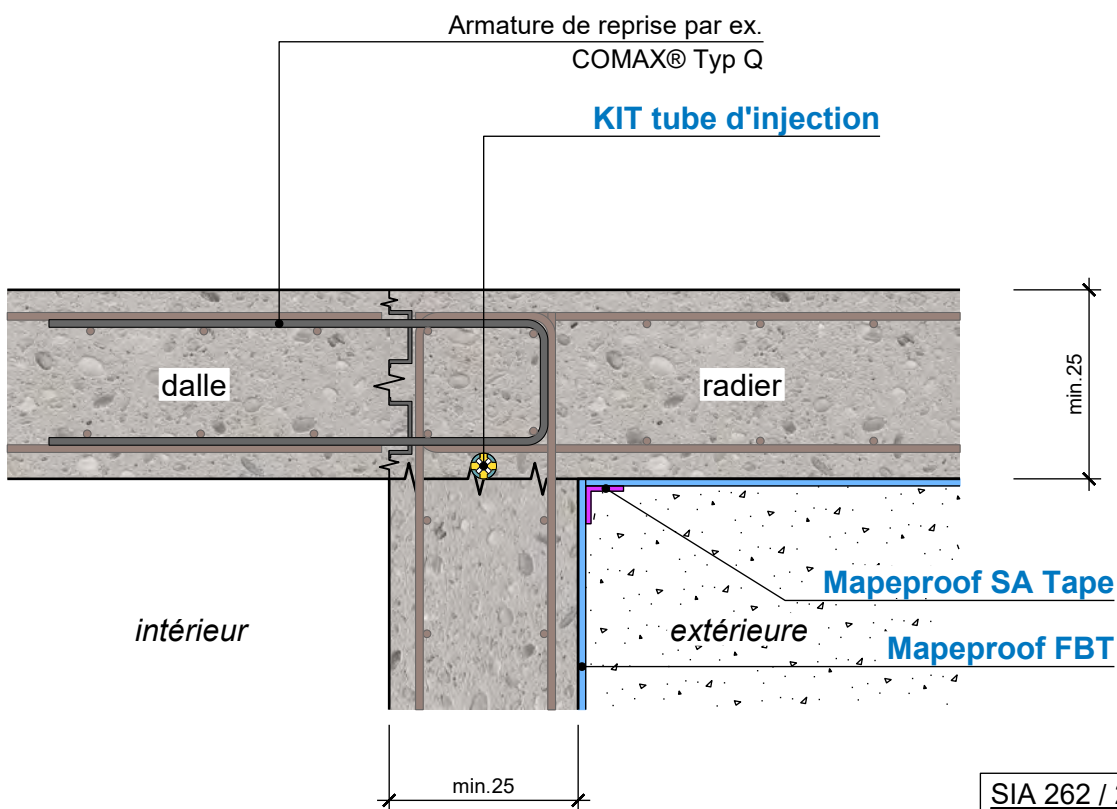 Armature de reprise par ex.
COMAX® Typ Q
KIT tube d'injection
dalle
radier
min.25
Mapeproof SA Tape
intérieur
extérieure
Mapeproof FBT
min.25
SIA 262 /